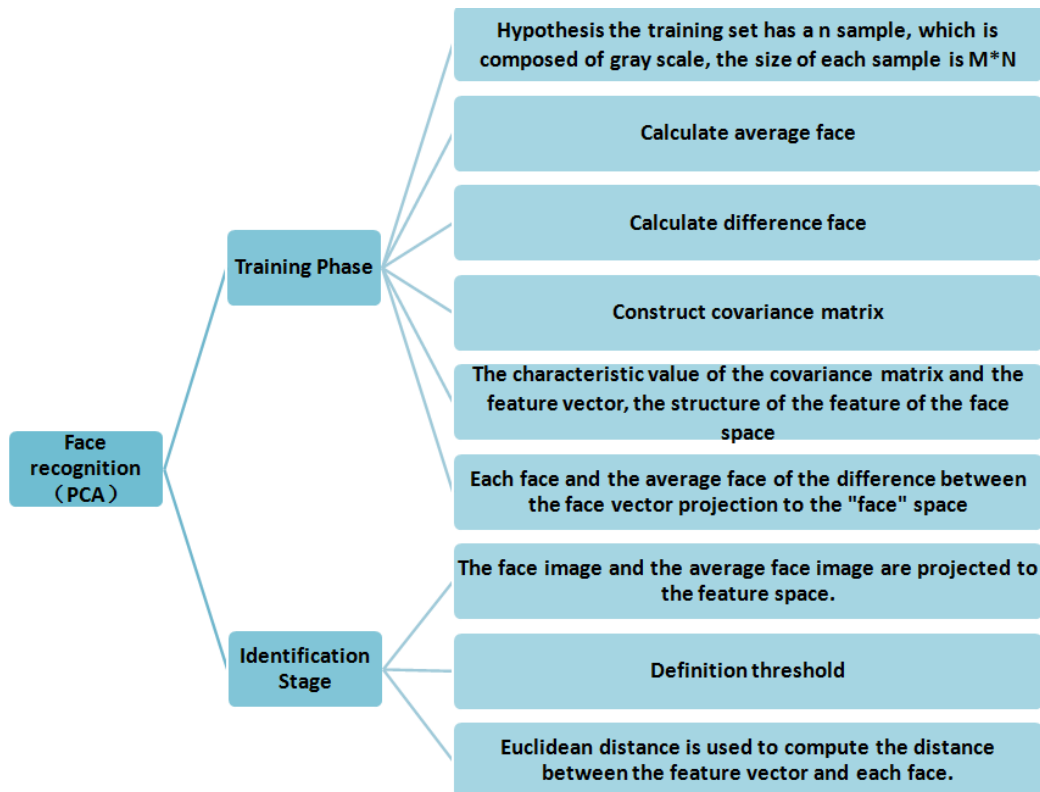 Hypothesis the training set has a n sample, which is
composed of gray scale, the size of each sample is M*N
Calculate average face
Calculate difference face
Training Phase
Construct covariance matrix
The characteristic value of the covariance matrix and the
feature vector, the structure of the feature of the face
space
Face
recognition
（PCA）
Each face and the average face of the difference between
the face vector projection to the "face" space
The face image and the average face image are projected to
the feature space.
Identification
Stage
Definition threshold
Euclidean distance is used to compute the distance
between the feature vector and each face.